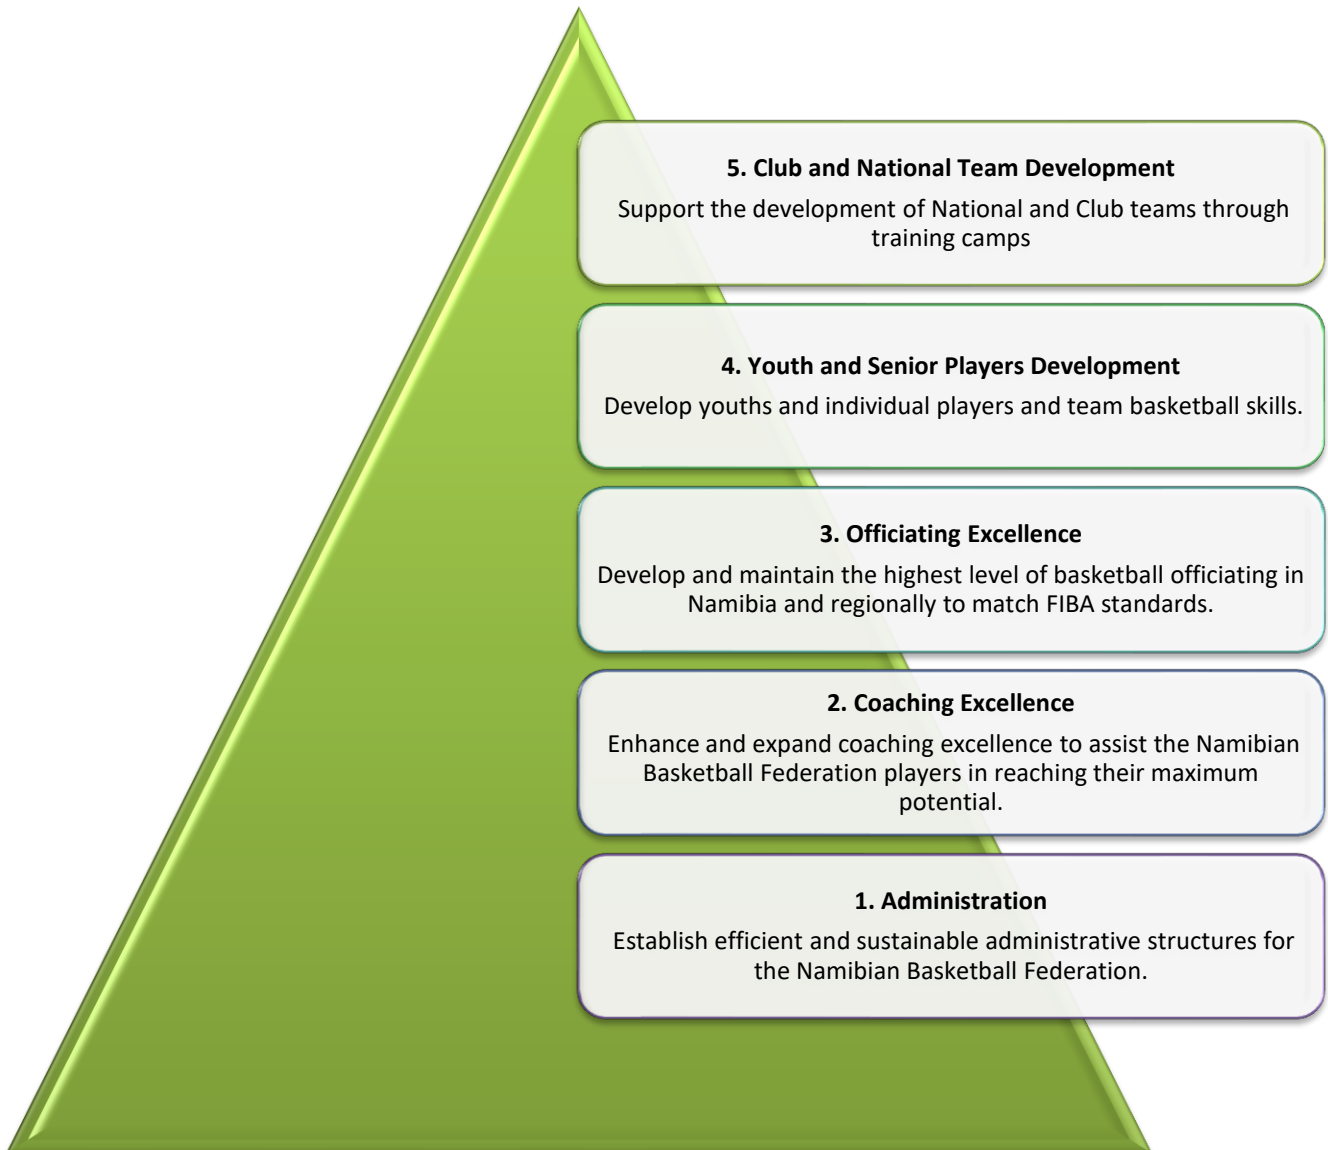 5. Club and National Team Development
Support the development of National and Club teams through
training camps
4. Youth and Senior Players Development
Develop youths and individual players and team basketball skills.
3. Officiating Excellence
Develop and maintain the highest level of basketball officiating in
Namibia and regionally to match FIBA standards.
2. Coaching Excellence
Enhance and expand coaching excellence to assist the Namibian
Basketball Federation players in reaching their maximum
potential.
1. Administration
Establish efficient and sustainable administrative structures for
the Namibian Basketball Federation.